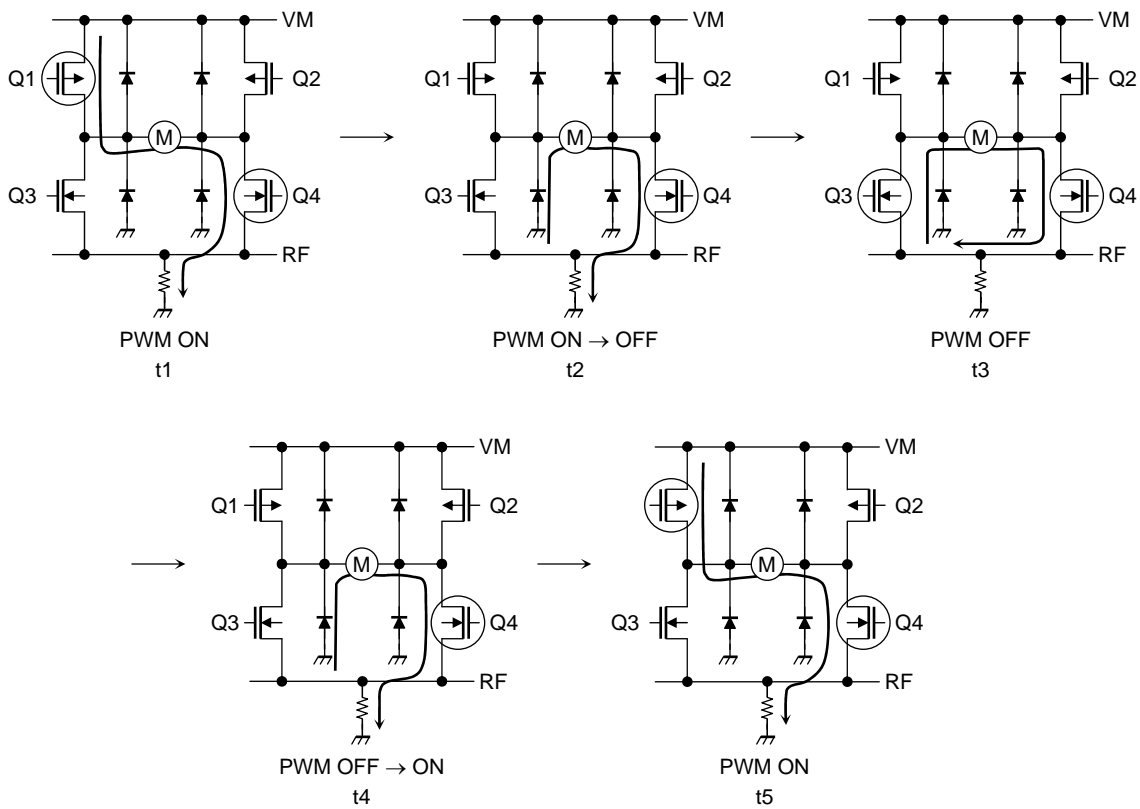 VM
Q1
Q2
M
Q3
Q4
RF
PWM ON
t1
VM
Q1
Q2
M
Q3
Q4
RF
PWM ON → OFF
t2
VM
Q1
Q2
M
Q3
Q4
RF
PWM OFF
t3
VM
Q1
Q2
M
Q3
Q4
RF
PWM OFF → ON
t4
VM
Q1
Q2
M
Q3
Q4
RF
PWM ON
t5